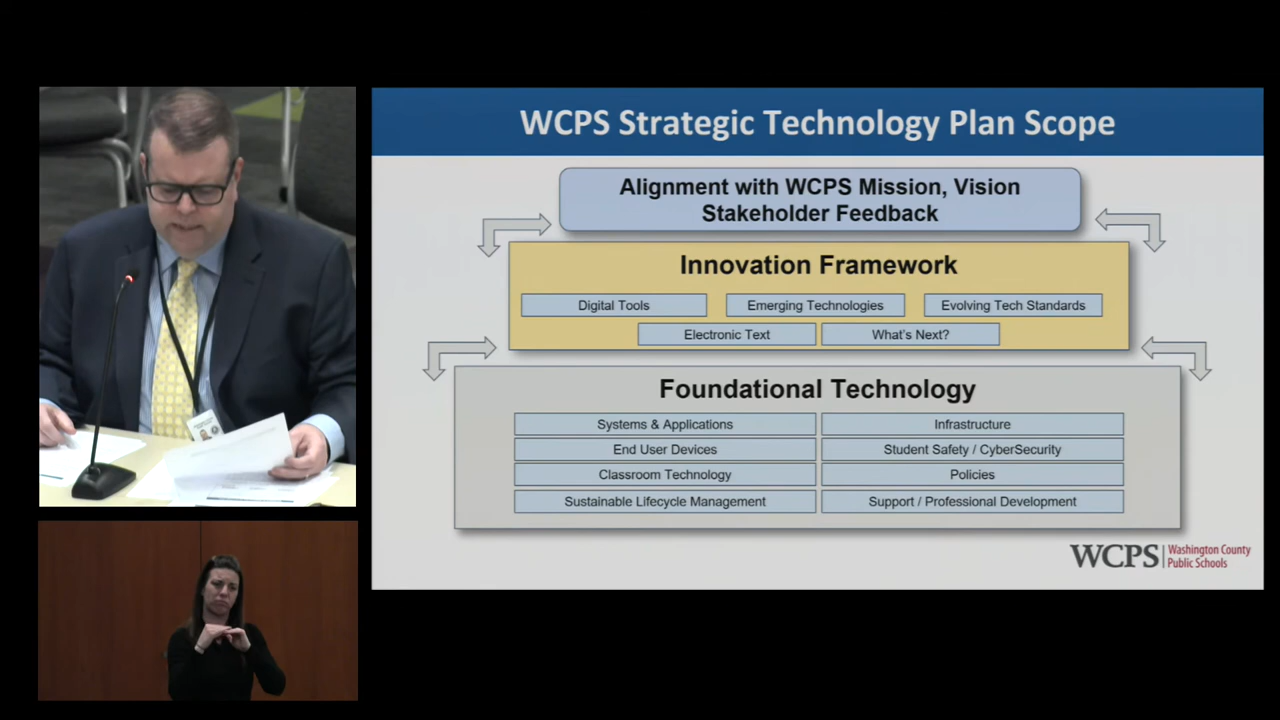 WCPS Strategic Technology Plan Scope
Alignment with WCPS Mission, Vision
Stakeholder Feedback
Innovation Framework
Digital Tools
Emerging Technologies
Evolving Tech Standards
Electronic Text
What's Next?
Foundational Technology
Systems & Applications
Infrastructure
End User Devices
Student Safety / CyberSecurity
Classroom Technology
Policies
Sustainable Lifecycle Management
Support / Professional Development
WCPS
Washington County
Public Schools